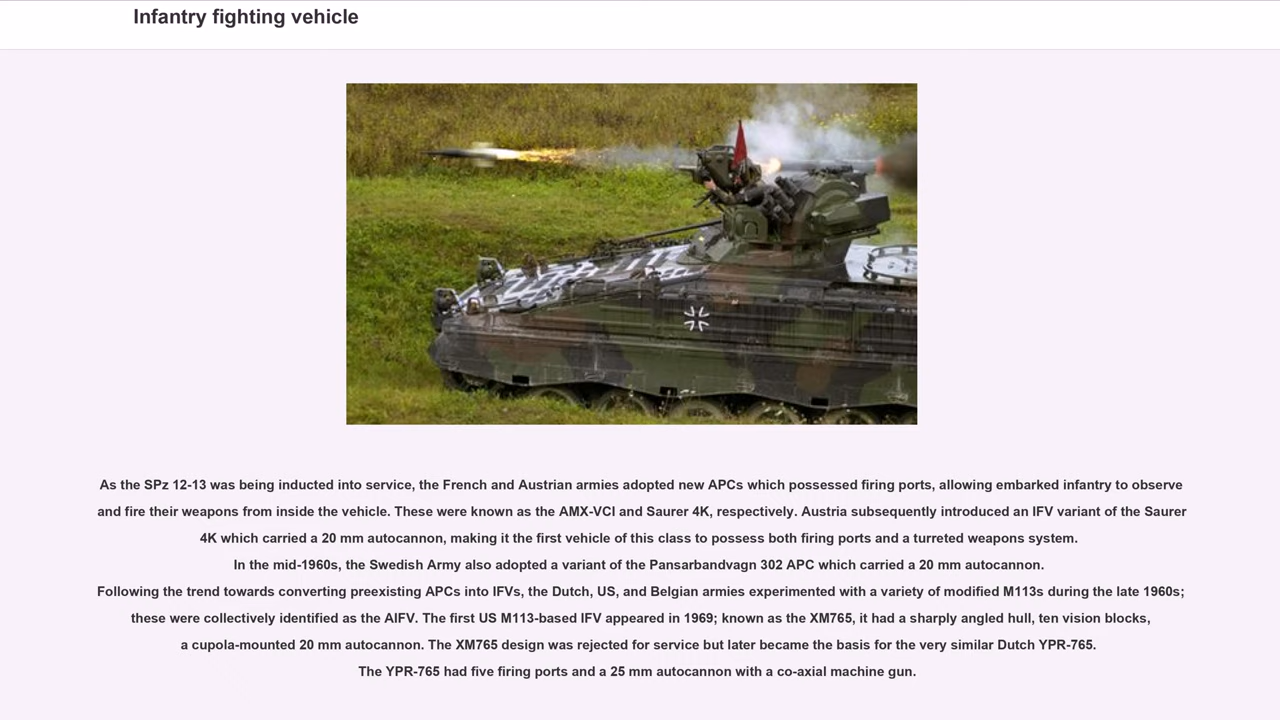 Infantry fighting vehicle
As the SPz 12-13 was being inducted into service, the French and Austrian armies adopted new APCs which possessed firing ports, allowing embarked infantry to observe
and fire their weapons from inside the vehicle. These were known as the AMX-VCI and Saurer 4K, respectively. Austria subsequently introduced an IFV variant of the Saurer
4K which carried a 20 mm autocannon, making it the first vehicle of this class to possess both firing ports and a turreted weapons system.
In the mid-1960s, the Swedish Army also adopted a variant of the Pansarbandvagn 302 APC which carried a 20 mm autocannon.
Following the trend towards converting preexisting APCs into IFVs, the Dutch, US, and Belgian armies experimented with a variety of modified M113s during the late 1960s;
these were collectively identified as the AIFV. The first US M113-based IFV appeared in 1969; known as the XM765, it had a sharply angled hull, ten vision blocks,
a cupola-mounted 20 mm autocannon. The XM765 design was rejected for service but later became the basis for the very similar Dutch YPR-765.
The YPR-765 had five firing ports and a 25 mm autocannon with a co-axial machine gun.